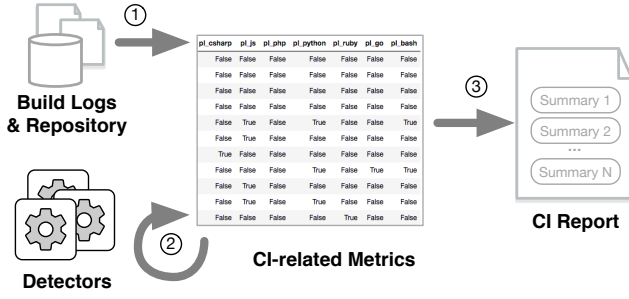 1
Build Logs
& Repository
pl_csharp pl_js pl_php pl_python pl_ruby pl_go pl_bash
False False False False False False False
False False False False False False False
False False False False False False False
False False False False False False False
False True False True False False True
False True False False False False False
True False False False False False False
False False False True False True True
False True False False False False False
False True False False False False False
False False False False True False False
3
Summary 1
Summary 2
...
Summary N
CI Report
2
Detectors
CI-related Metrics